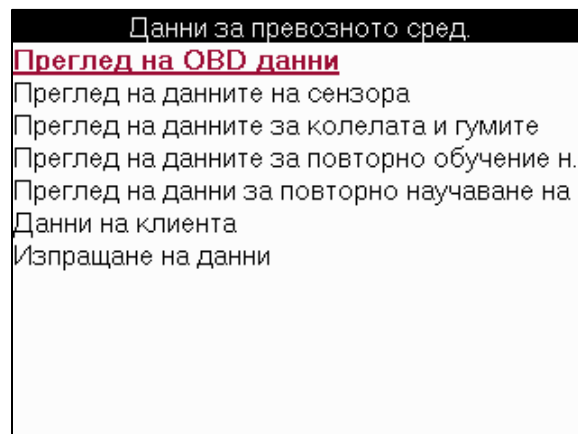 Данни за превозното сред.
Преглед на OBD данни
Преглед на данните на сензора
Преглед на данните за колелата и гумите
Преглед на данните за повторно обучение н.
Преглед на данни за повторно научаване на
Данни на клиента
Изпращане на данни